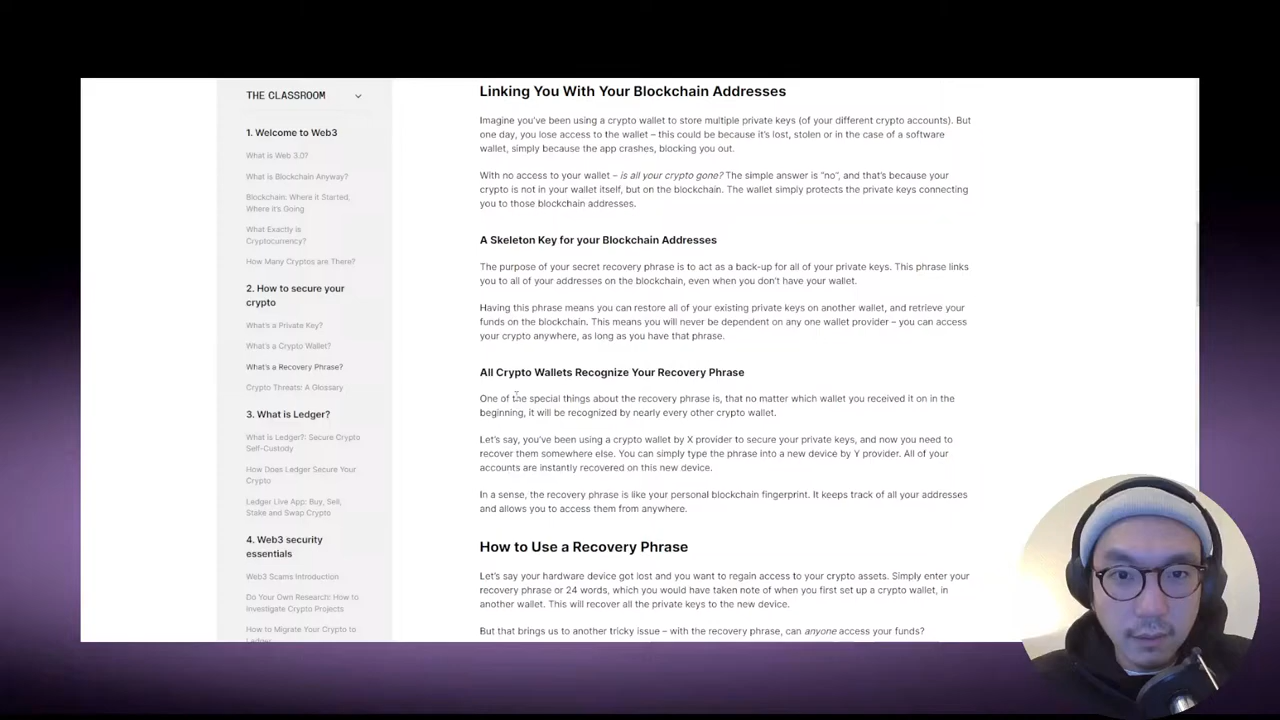 THE CLASSROOM
1. Welcome to Web3
What is Web 3.0?
What is Blockchain Anyway?
Blockchain: Where it Started,
Where it's Going
What Exactly is
Cryptocurrency?
How Many Cryptos are There?
2. How to secure your
crypto
What's a Private Key?
What's a Crypto Wallet?
What's a Recovery Phrase?
Crypto Threats: A Glossary
3. What is Ledger?
What is Ledger?: Secure Crypto
Self-Custody
How Does Ledger Secure Your
Crypto
Ledger Live App: Buy, Sell,
Stake and Swap Crypto
4. Web3 security
essentials
Web3 Scams Introduction
Do Your Own Research: How to
Investigate Crypto Projects
How to Migrate Your Crypto to
Ledger
Linking You With Your Blockchain Addresses
Imagine you've been using a crypto wallet to store multiple private keys (of your different crypto accounts). But
one day, you lose access to the wallet – this could be because it's lost, stolen or in the case of a software
wallet, simply because the app crashes, blocking you out.
With no access to your wallet – is all your crypto gone? The simple answer is "no", and that's because your
crypto is not in your wallet itself, but on the blockchain. The wallet simply protects the private keys connecting
you to those blockchain addresses.
A Skeleton Key for your Blockchain Addresses
The purpose of your secret recovery phrase is to act as a back-up for all of your private keys. This phrase links
you to all of your addresses on the blockchain, even when you don't have your wallet.
Having this phrase means you can restore all of your existing private keys on another wallet, and retrieve your
funds on the blockchain. This means you will never be dependent on any one wallet provider – you can access
your crypto anywhere, as long as you have that phrase.
All Crypto Wallets Recognize Your Recovery Phrase
One of the special things about the recovery phrase is, that no matter which wallet you received it on in the
beginning, it will be recognized by nearly every other crypto wallet.
Let's say, you've been using a crypto wallet by X provider to secure your private keys, and now you need to
recover them somewhere else. You can simply type the phrase into a new device by Y provider. All of your
accounts are instantly recovered on this new device.
In a sense, the recovery phrase is like your personal blockchain fingerprint. It keeps track of all your addresses
and allows you to access them from anywhere.
How to Use a Recovery Phrase
Let's say your hardware device got lost and you want to regain access to your crypto assets. Simply enter your
recovery phrase or 24 words, which you would have taken note of when you first set up a crypto wallet, in
another wallet. This will recover all the private keys to the new device.
But that brings us to another tricky issue – with the recovery phrase, can anyone access your funds?